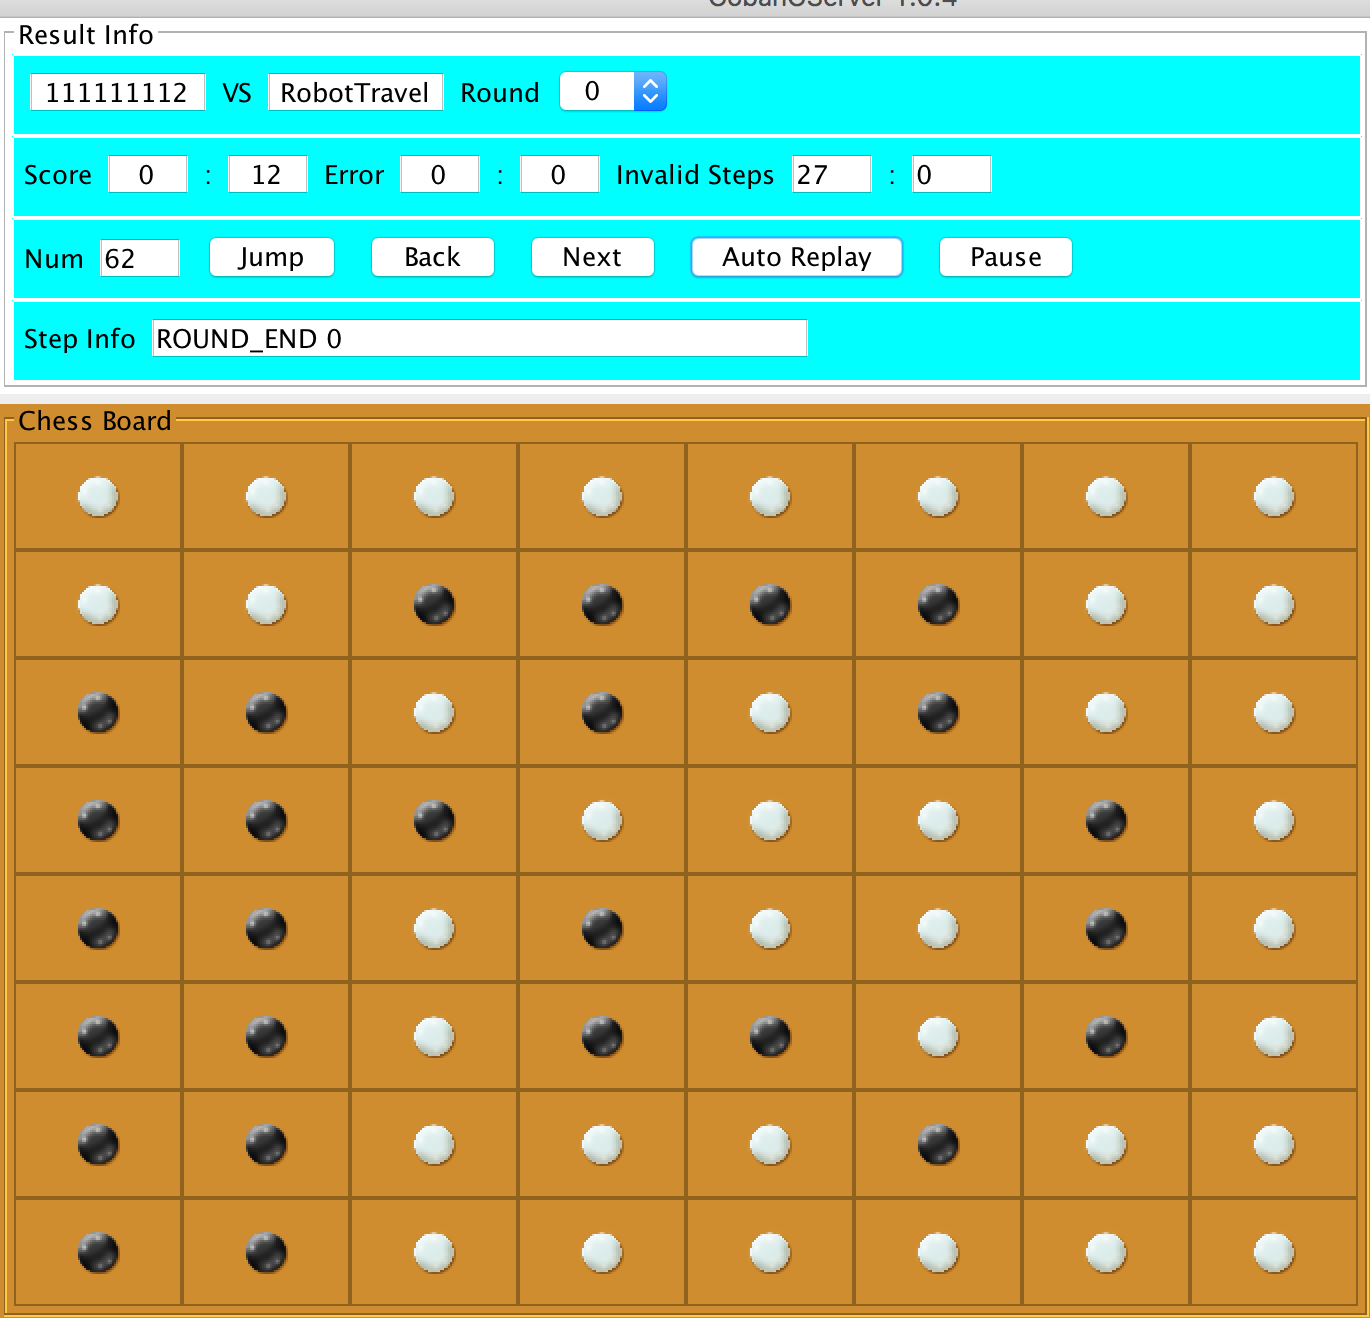 Result Info
111111112 VS RobotTravel Round 0
Score 0 : 12 Error 0 : 0 Invalid Steps 27 : 0
Num 62 Jump Back Next Auto Replay Pause
Step Info ROUND_END 0
Chess Board